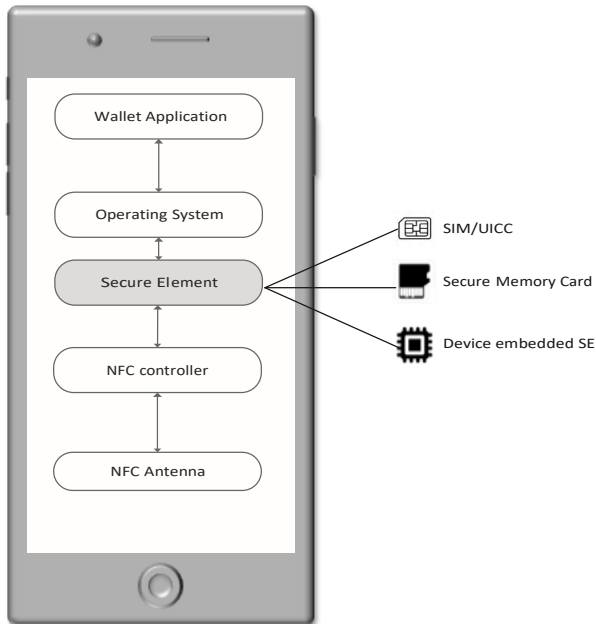 Wallet Application
Operating System
Secure Element
NFC controller
NFC Antenna
SIM/UICC
Secure Memory Card
Device embedded SE